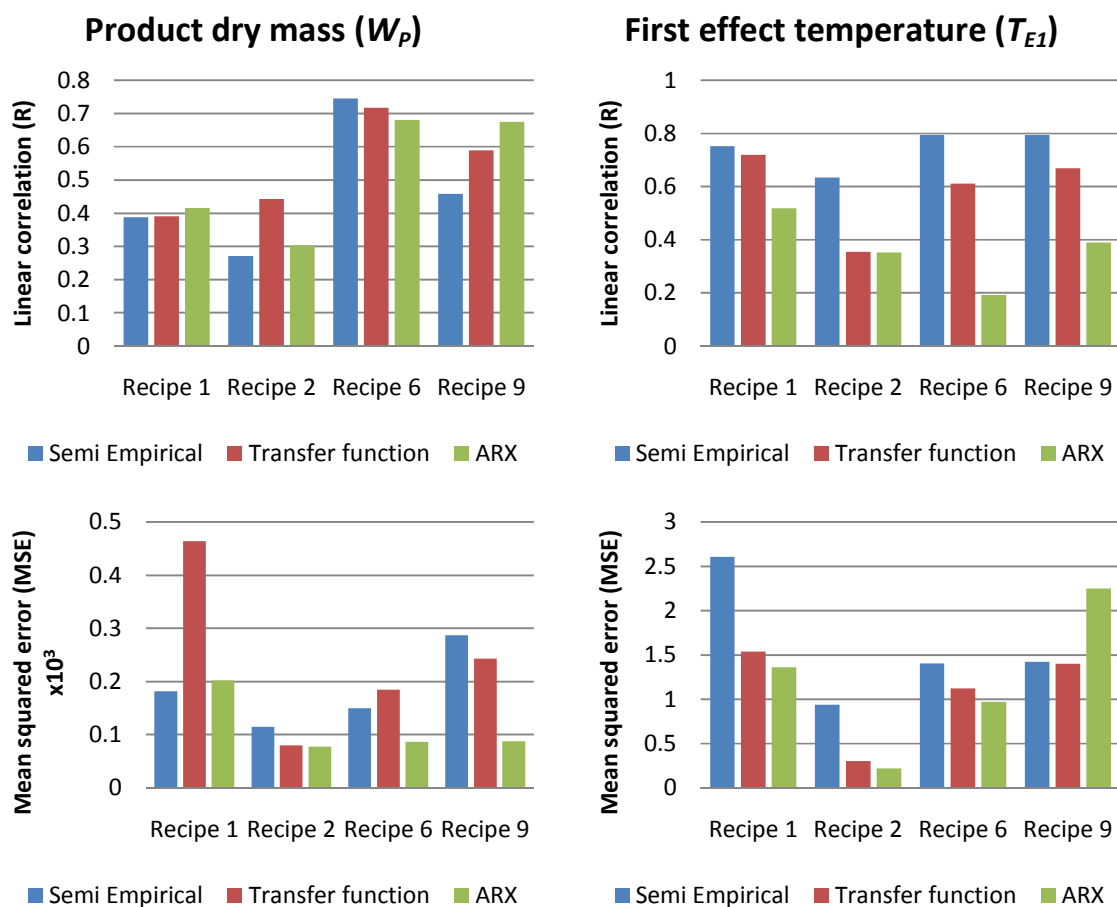 Product dry mass (W_P)
Linear correlation (R)
0.8
0.7
0.6
0.5
0.4
0.3
0.2
0.1
0
Recipe 1 Recipe 2 Recipe 6 Recipe 9
Semi Empirical Transfer function ARX
First effect temperature (T_E1)
Linear correlation (R)
1
0.8
0.6
0.4
0.2
0
Recipe 1 Recipe 2 Recipe 6 Recipe 9
Semi Empirical Transfer function ARX
Mean squared error (MSE)
x10³
0.5
0.4
0.3
0.2
0.1
0
Recipe 1 Recipe 2 Recipe 6 Recipe 9
Semi Empirical Transfer function ARX
Mean squared error (MSE)
3
2.5
2
1.5
1
0.5
0
Recipe 1 Recipe 2 Recipe 6 Recipe 9
Semi Empirical Transfer function ARX